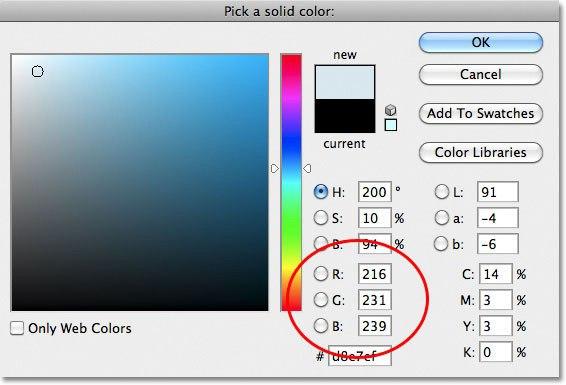 Pick a solid color:
new
current
OK
Cancel
Add To Swatches
Color Libraries
H: 200 °
S: 10 %
B: 94 %
R: 216
G: 231
B: 239
# d8e7ef
L: 91
a: -4
b: -6
C: 14 %
M: 3 %
Y: 3 %
K: 0 %
Only Web Colors